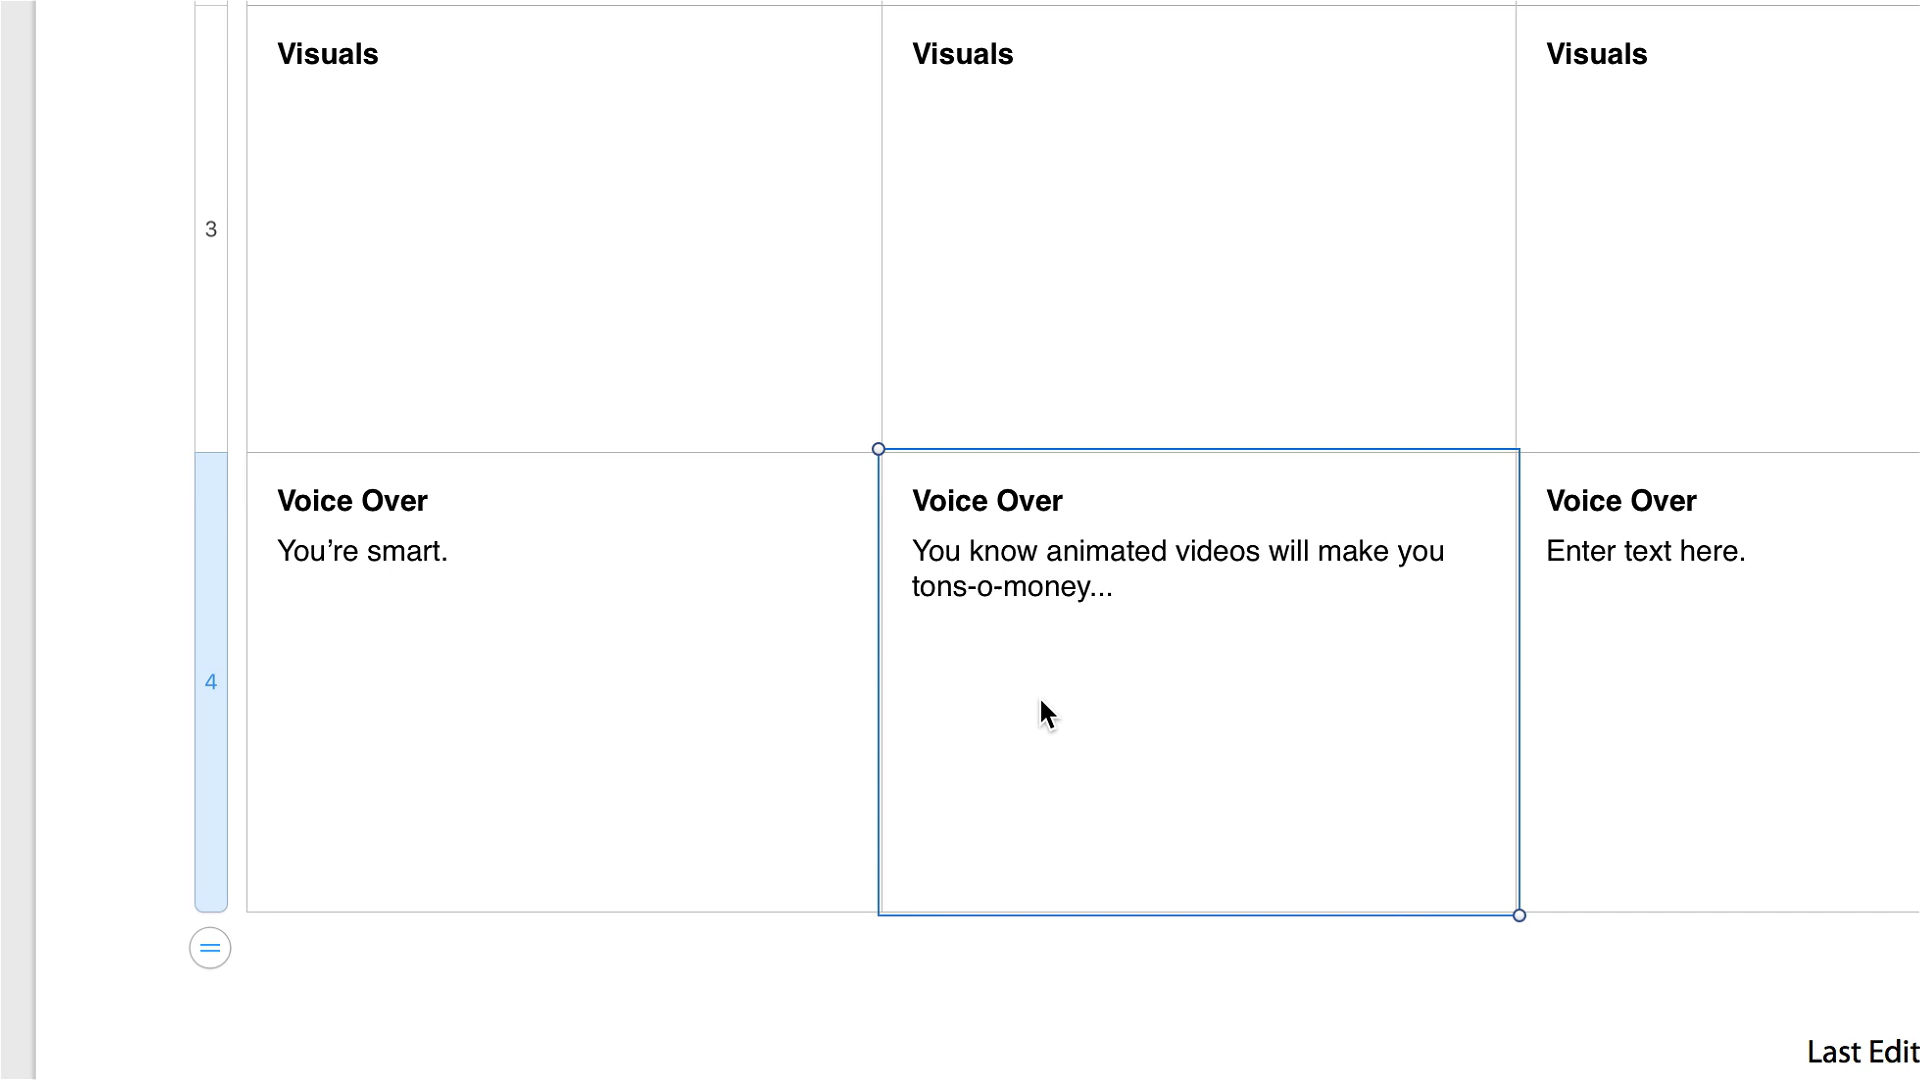 Visuals
Visuals
Visuals
3
Voice Over
You’re smart.
Voice Over
You know animated videos will make you
tons-o-money...
Voice Over
Enter text here.
4
Last Edit